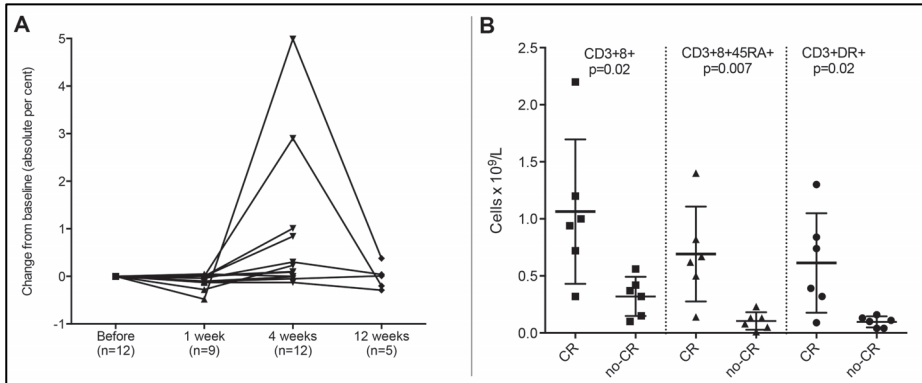 A
Change from baseline (absolute per cent)
5
4
3
2
1
0
-1
Before
(n=12)
1 week
(n=9)
4 weeks
(n=12)
12 weeks
(n=5)
B
Cells x 10⁹/L
2.5
2.0
1.5
1.0
0.5
0.0
CD3+8+
p=0.02
CD3+8+45RA+
p=0.007
CD3+DR+
p=0.02
CR
no-CR
CR
no-CR
CR
no-CR